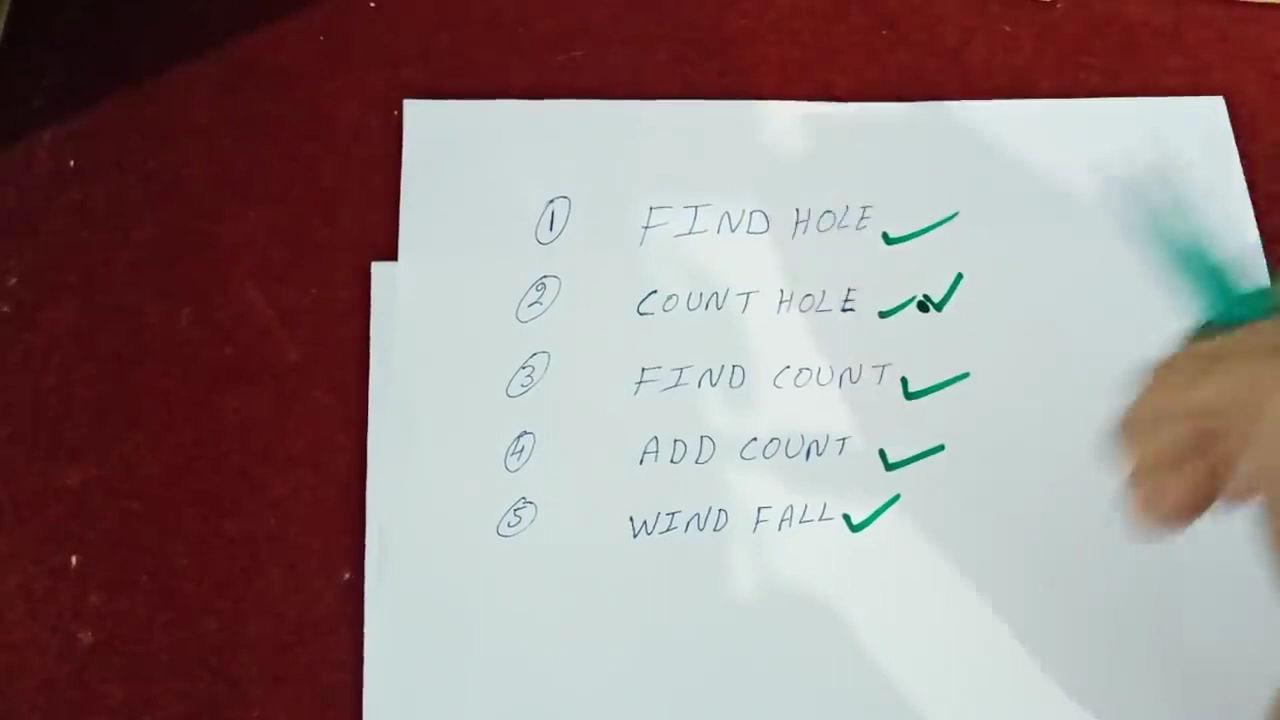 ① FIND HOLE ✓
② COUNT HOLE ✓✓
③ FIND COUNT ✓
④ ADD COUNT ✓
⑤ WIND FALL ✓